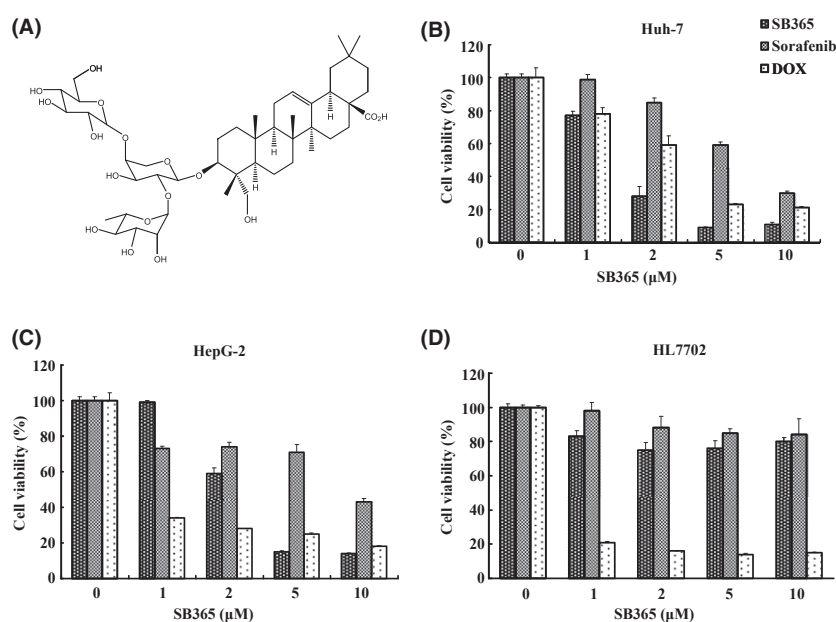 (A)
OH
HO
O
HO
OH
O
O
HO
O
O
O
HO
OH
OH
O
H
H
H
CO₂H
OH
(B)
Huh-7
SB365
Sorafenib
DOX
Cell viability (%)
120
100
80
60
40
20
0
0 1 2 5 10
SB365 (μM)
(C)
HepG-2
Cell viability (%)
120
100
80
60
40
20
0
0 1 2 5 10
SB365 (μM)
(D)
HL7702
Cell viability (%)
120
100
80
60
40
20
0
0 1 2 5 10
SB365 (μM)